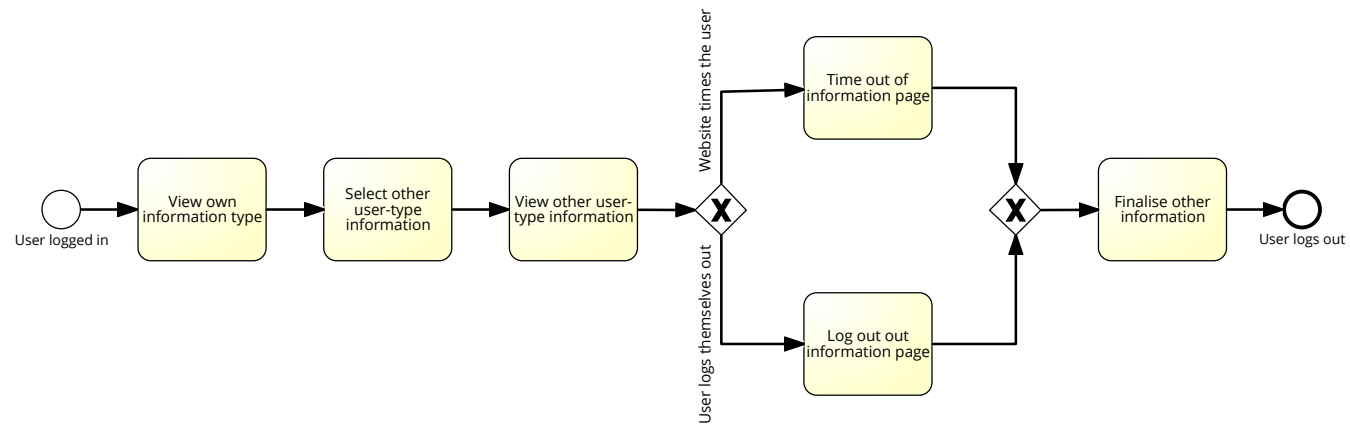 User logged in
View own
information type
Select other
user-type
information
View other user-
type information
Website times the user
User logs themselves out
Time out of
information page
Log out out
information page
Finalise other
information
User logs out